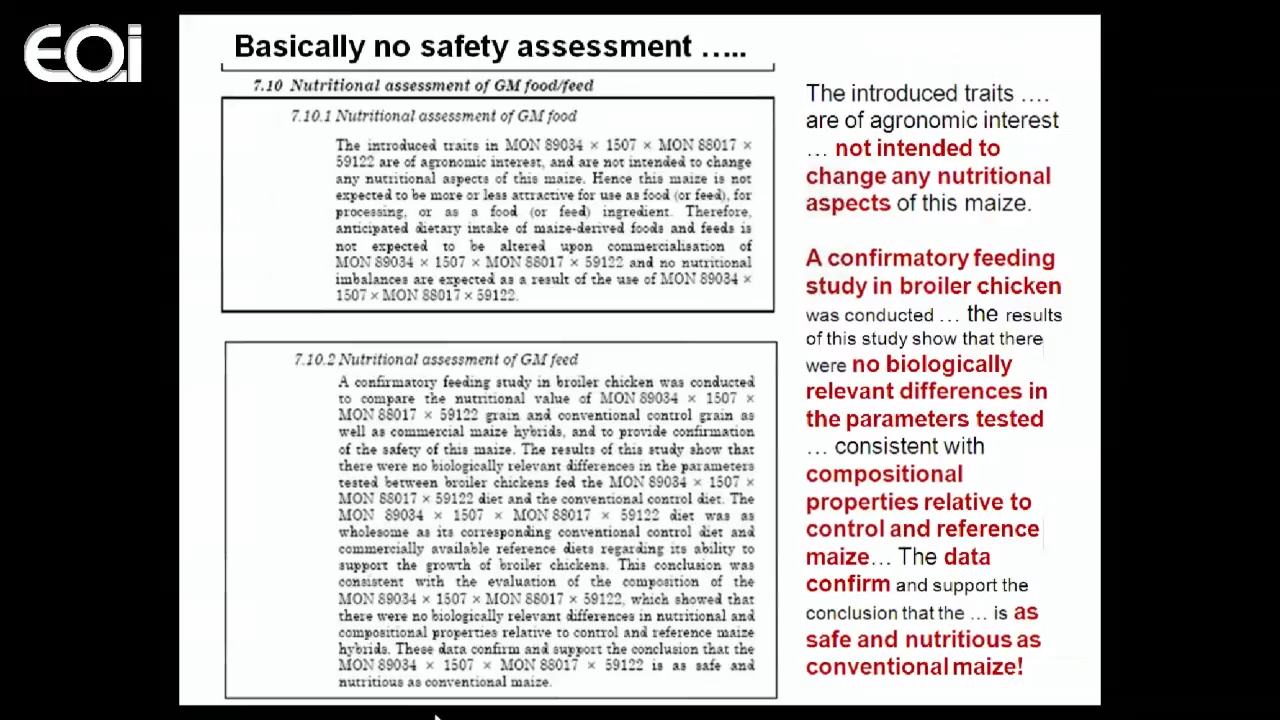 EOi
Basically no safety assessment …..
7.10 Nutritional assessment of GM food/feed
7.10.1 Nutritional assessment of GM food
The introduced traits in MON 89034 × 1507 × MON 88017 ×
59122 are of agronomic interest, and are not intended to change
any nutritional aspects of this maize. Hence this maize is not
expected to be more or less attractive for use as food (or feed), for
processing, or as a food (or feed) ingredient. Therefore,
anticipated dietary intake of maize-derived foods and feeds is
not expected to be altered upon commercialisation of
MON 89034 × 1507 × MON 88017 × 59122 and no nutritional
imbalances are expected as a result of the use of MON 89034 ×
1507 × MON 88017 × 59122.
7.10.2 Nutritional assessment of GM feed
A confirmatory feeding study in broiler chicken was conducted
to compare the nutritional value of MON 89034 × 1507 ×
MON 88017 × 59122 grain and conventional control grain as
well as commercial maize hybrids, and to provide confirmation
of the safety of this maize. The results of this study show that
there were no biologically relevant differences in the parameters
tested between broiler chickens fed the MON 89034 × 1507 ×
MON 88017 × 59122 diet and the conventional control diet. The
MON 89034 × 1507 × MON 88017 × 59122 diet was as
wholesome as its corresponding conventional control diet and
commercially available reference diets regarding its ability to
support the growth of broiler chickens. This conclusion was
consistent with the evaluation of the composition of the
MON 89034 × 1507 × MON 88017 × 59122, which showed that
there were no biologically relevant differences in nutritional and
compositional properties relative to control and reference maize
hybrids. These data confirm and support the conclusion that the
MON 89034 × 1507 × MON 88017 × 59122 is as safe and
nutritious as conventional maize.
The introduced traits ….
are of agronomic interest
… not intended to
change any nutritional
aspects of this maize.
A confirmatory feeding
study in broiler chicken
was conducted … the results
of this study show that there
were no biologically
relevant differences in
the parameters tested
… consistent with
compositional
properties relative to
control and reference
maize… The data
confirm and support the
conclusion that the … is as
safe and nutritious as
conventional maize!